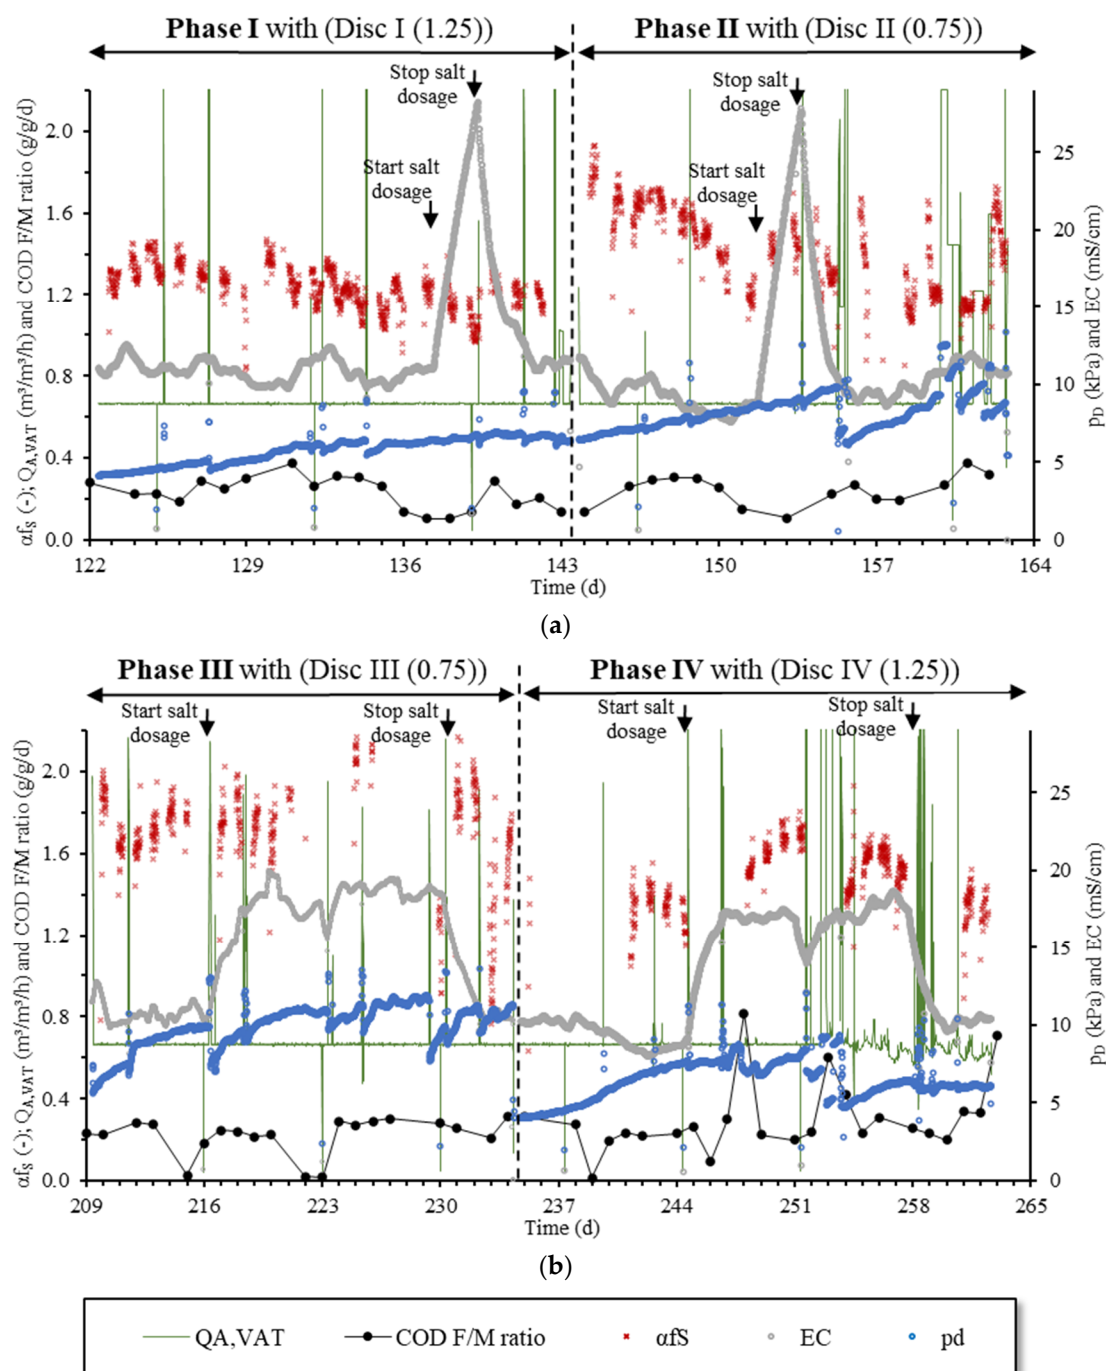 Phase I with (Disc I (1.25))
Phase II with (Disc II (0.75))
Stop salt
dosage
Stop salt
dosage
Start salt
dosage
Start salt
dosage
αfS (-); QA,VAT (m³/m³/h) and COD F/M ratio (g/g/d)
2.0
1.6
1.2
0.8
0.4
0.0
25
20
15
10
5
0
pD (kPa) and EC (mS/cm)
122
129
136
143
150
157
164
Time (d)
(a)
Phase III with (Disc III (0.75))
Phase IV with (Disc IV (1.25))
Start salt
dosage
Stop salt
dosage
Start salt
dosage
Stop salt
dosage
αfS (-); QA,VAT (m³/m³/h) and COD F/M ratio (g/g/d)
2.0
1.6
1.2
0.8
0.4
0.0
25
20
15
10
5
0
pD (kPa) and EC (mS/cm)
209
216
223
230
237
244
251
258
265
Time (d)
(b)
QA,VAT
COD F/M ratio
αfS
EC
pd